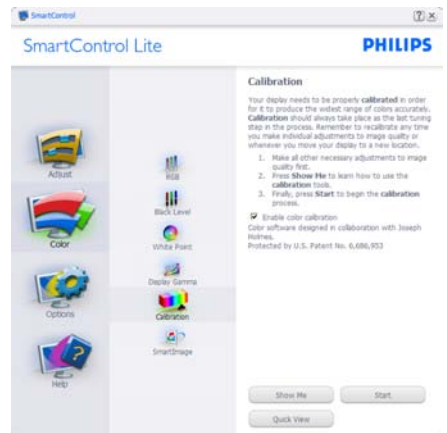 SmartControl
SmartControl Lite
PHILIPS
Adjust
Color
Options
Help
RGB
Black Level
White Point
Display Gamma
Calibration
SmartImage
Calibration
Your display needs to be properly calibrated in order
for it to produce the widest range of colors accurately.
Calibration should always take place as the last tuning
step in the process. Remember to recalibrate any time
you make individual adjustments to image quality or
whenever you move your display to a new location.
1. Make all other necessary adjustments to image
quality first.
2. Press Show Me to learn how to use the
calibration tools.
3. Finally, press Start to begin the calibration
process.
Enable color calibration
Color software designed in collaboration with Joseph
Holmes.
Protected by U.S. Patent No. 6,686,953
Show Me
Start
Quick View